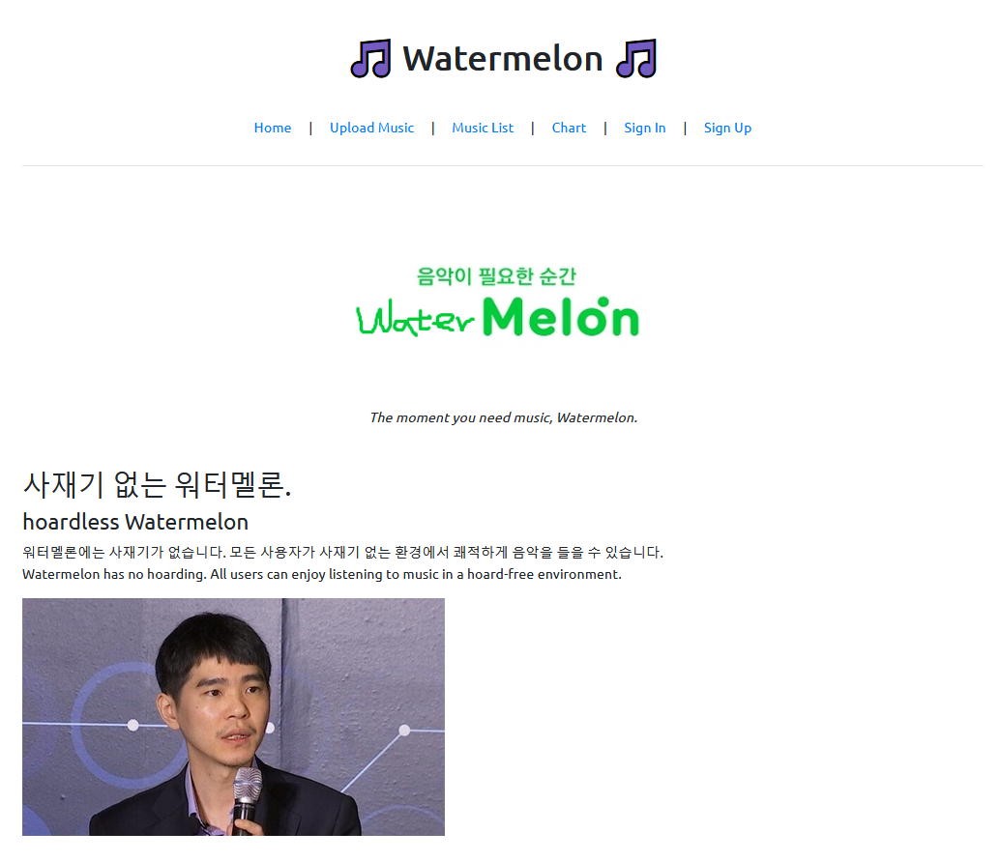 Watermelon
Home | Upload Music | Music List | Chart | Sign In | Sign Up
음악이 필요한 순간
Water Melon
The moment you need music, Watermelon.
사재기 없는 워터멜론.
hoardless Watermelon
워터멜론에는 사재기가 없습니다. 모든 사용자가 사재기 없는 환경에서 쾌적하게 음악을 들을 수 있습니다.
Watermelon has no hoarding. All users can enjoy listening to music in a hoard-free environment.